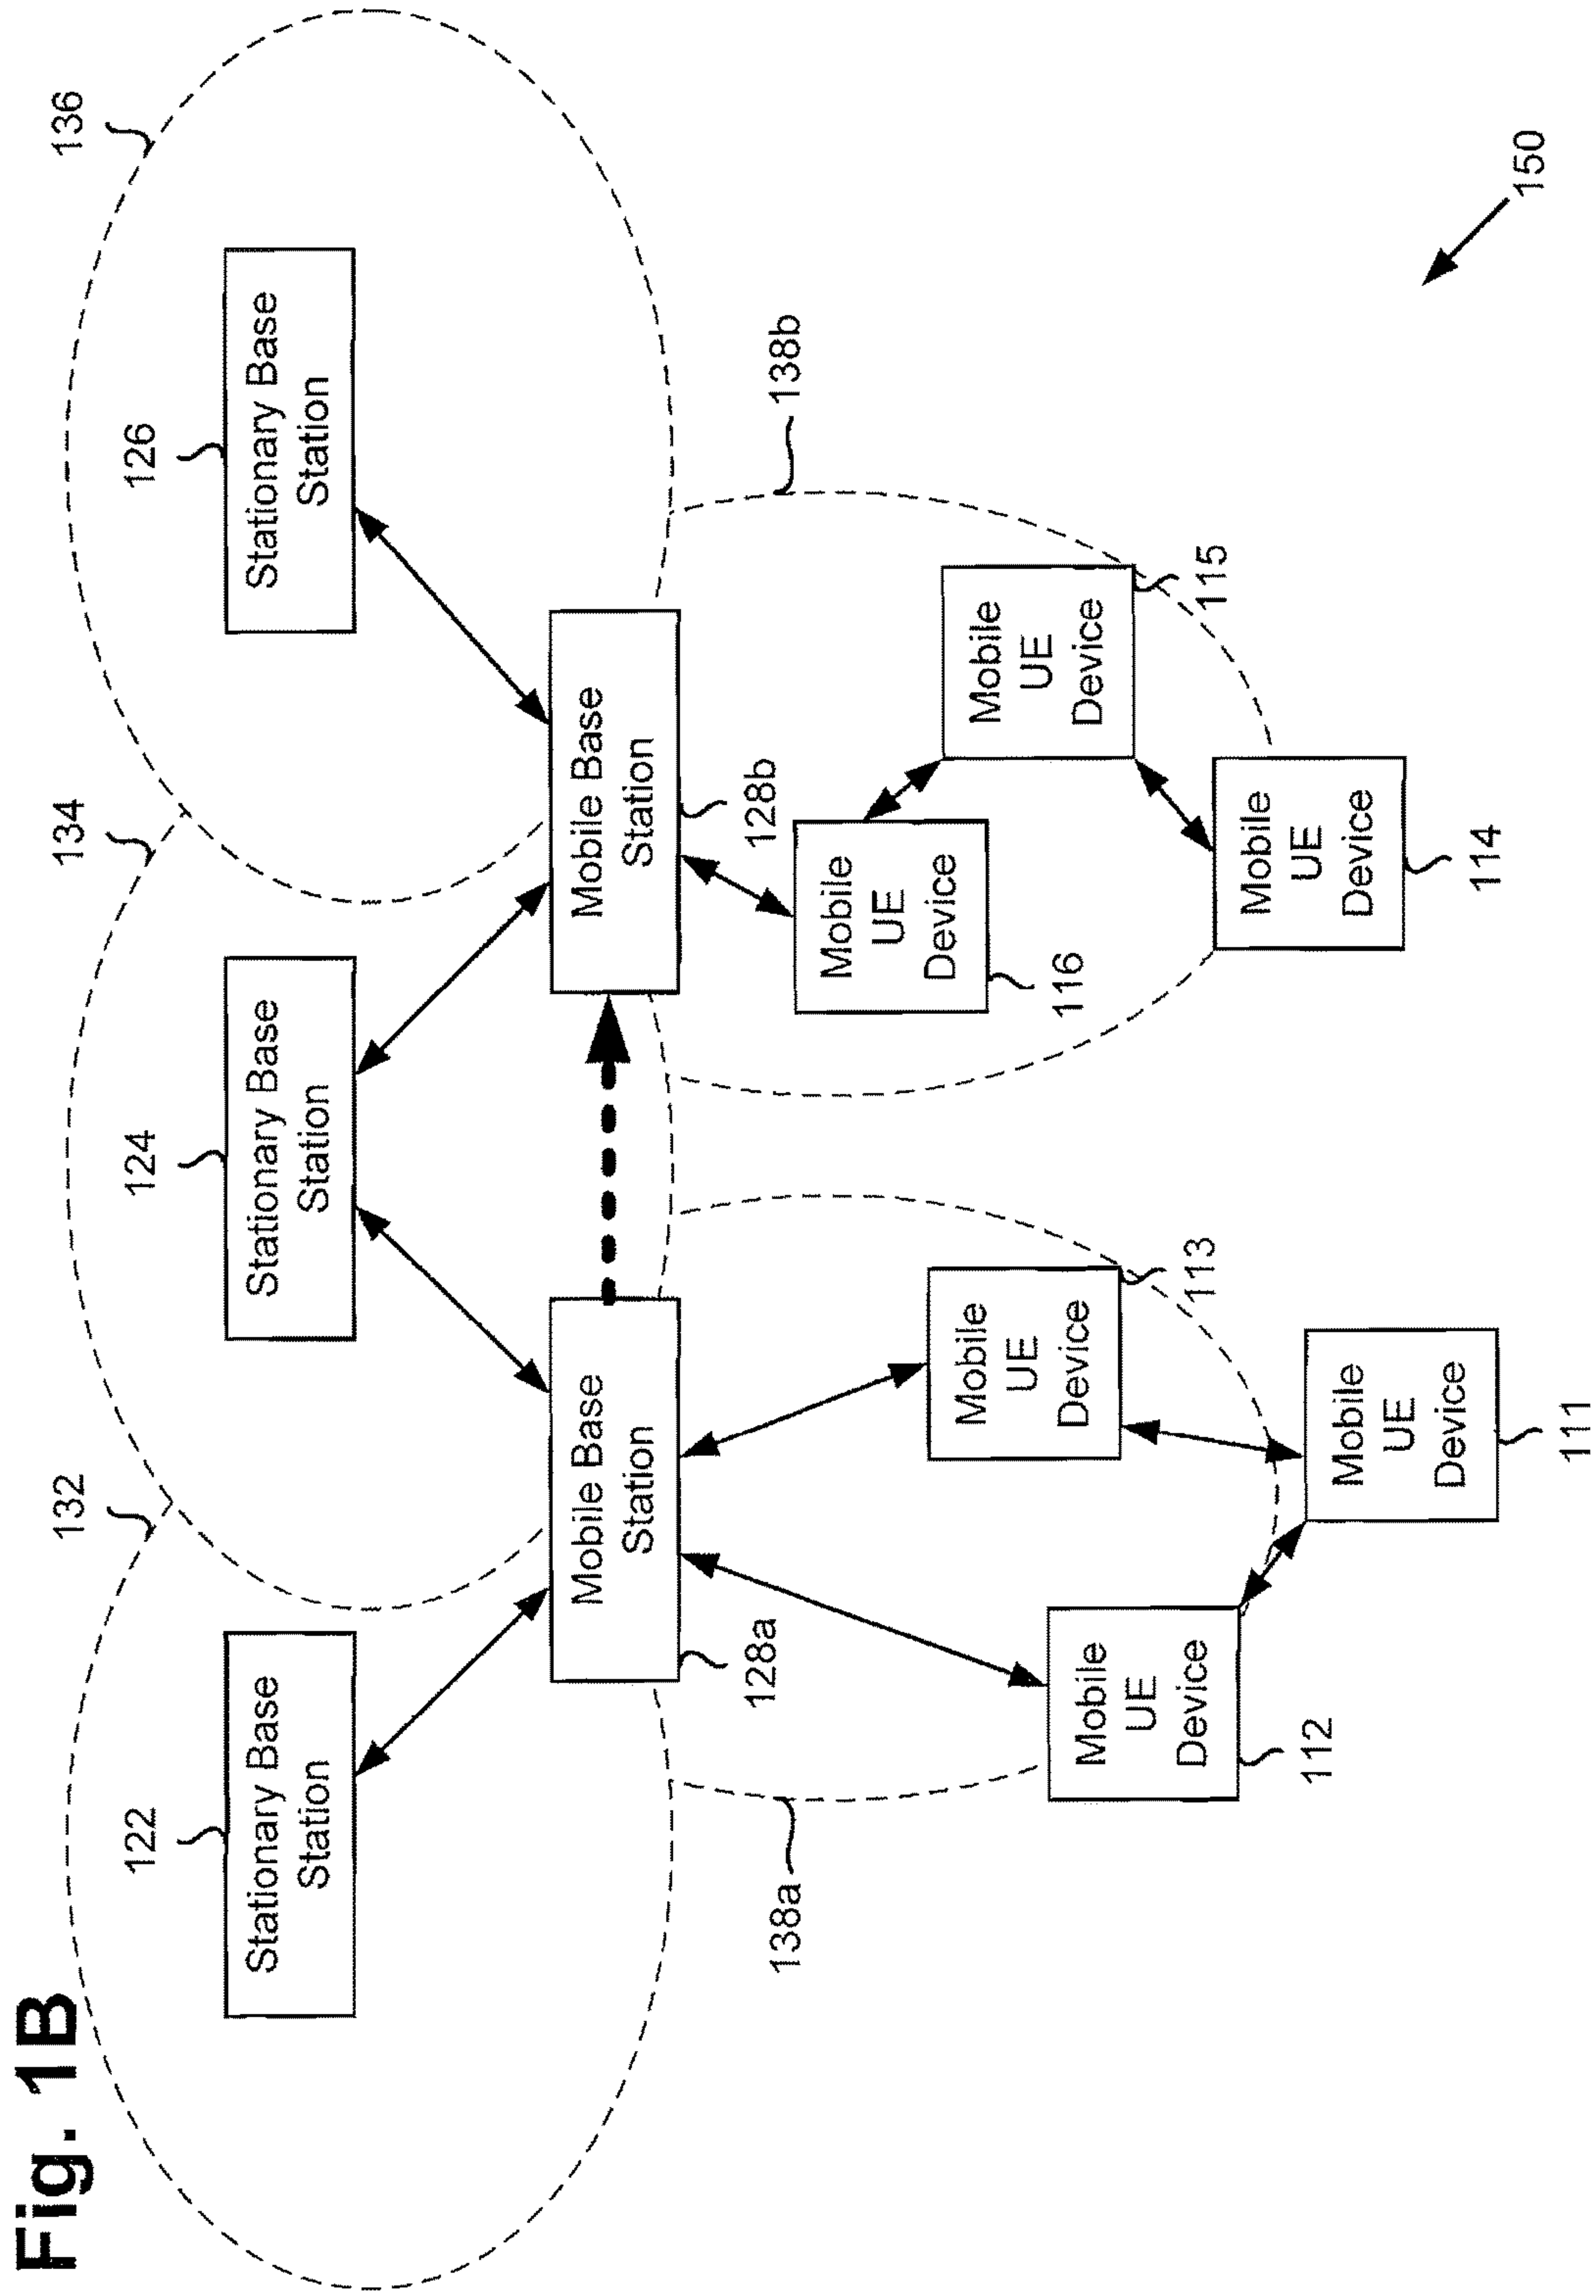 Fig. 1B
132
134
136
122
124
126
Stationary Base
Station
Stationary Base
Station
Stationary Base
Station
Mobile Base
Station
Mobile Base
Station
128a
128b
138a
138b
Mobile
UE
Device
116
Mobile
UE
Device
113
Mobile
UE
Device
115
Mobile
UE
Device
112
Mobile
UE
Device
114
Mobile
UE
Device
111
150